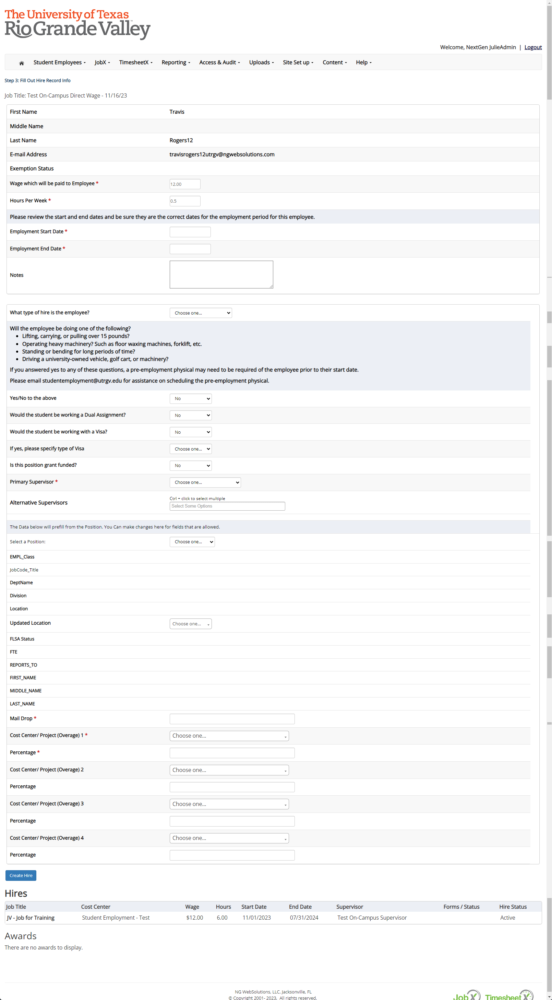 The University of Texas
Rio Grande Valley™
Welcome, NextGen JulieAdmin | Logout
Student Employees JobX TimesheetX Reporting Access & Audit Uploads Site Set up Content Help
Step 3: Fill Out Hire Record Info
Job Title: Test On-Campus Direct Wage - 11/16/23
First Name Travis
Middle Name
Last Name Rogers12
E-mail Address travisrogers12utrgv@ngwebsolutions.com
Exemption Status
Wage which will be paid to Employee * 12.00
Hours Per Week * 0.5
Please review the start and end dates and be sure they are the correct dates for the employment period for this employee.
Employment Start Date *
Employment End Date *
Notes
What type of hire is the employee? Choose one...
Will the employee be doing one of the following?
• Lifting, carrying, or pulling over 15 pounds?
• Operating heavy machinery? Such as floor waxing machines, forklift, etc.
• Standing or bending for long periods of time?
• Driving a university-owned vehicle, golf cart, or machinery?
If you answered yes to any of these questions, a pre-employment physical may need to be required of the employee prior to their start date.
Please email studentemployment@utrgv.edu for assistance on scheduling the pre-employment physical.
Yes/No to the above No
Would the student be working a Dual Assignment? No
Would the student be working with a Visa? No
If yes, please specify type of Visa Choose one...
Is this position grant funded? No
Primary Supervisor * Choose one...
Ctrl + click to select multiple
Alternative Supervisors Select Some Options
The Data below will prefill from the Position. You Can make changes here for fields that are allowed.
Select a Position: Choose one...
EMPL_Class
JobCode_Title
DeptName
Division
Location
Updated Location Choose one...
FLSA Status
FTE
REPORTS_TO
FIRST_NAME
MIDDLE_NAME
LAST_NAME
Mail Drop *
Cost Center/ Project (Overage) 1 * Choose one...
Percentage *
Cost Center/ Project (Overage) 2 Choose one...
Percentage
Cost Center/ Project (Overage) 3 Choose one...
Percentage
Cost Center/ Project (Overage) 4 Choose one...
Percentage
Create Hire
Hires
Job Title Cost Center Wage Hours Start Date End Date Supervisor Forms / Status Hire Status
JV - Job for Training Student Employment - Test $12.00 6.00 11/01/2023 07/31/2024 Test On-Campus Supervisor Active
Awards
There are no awards to display.
NG WebSolutions, LLC. Jacksonville, FL
© Copyright 2001- 2023, All rights reserved.
JobX TimesheetX